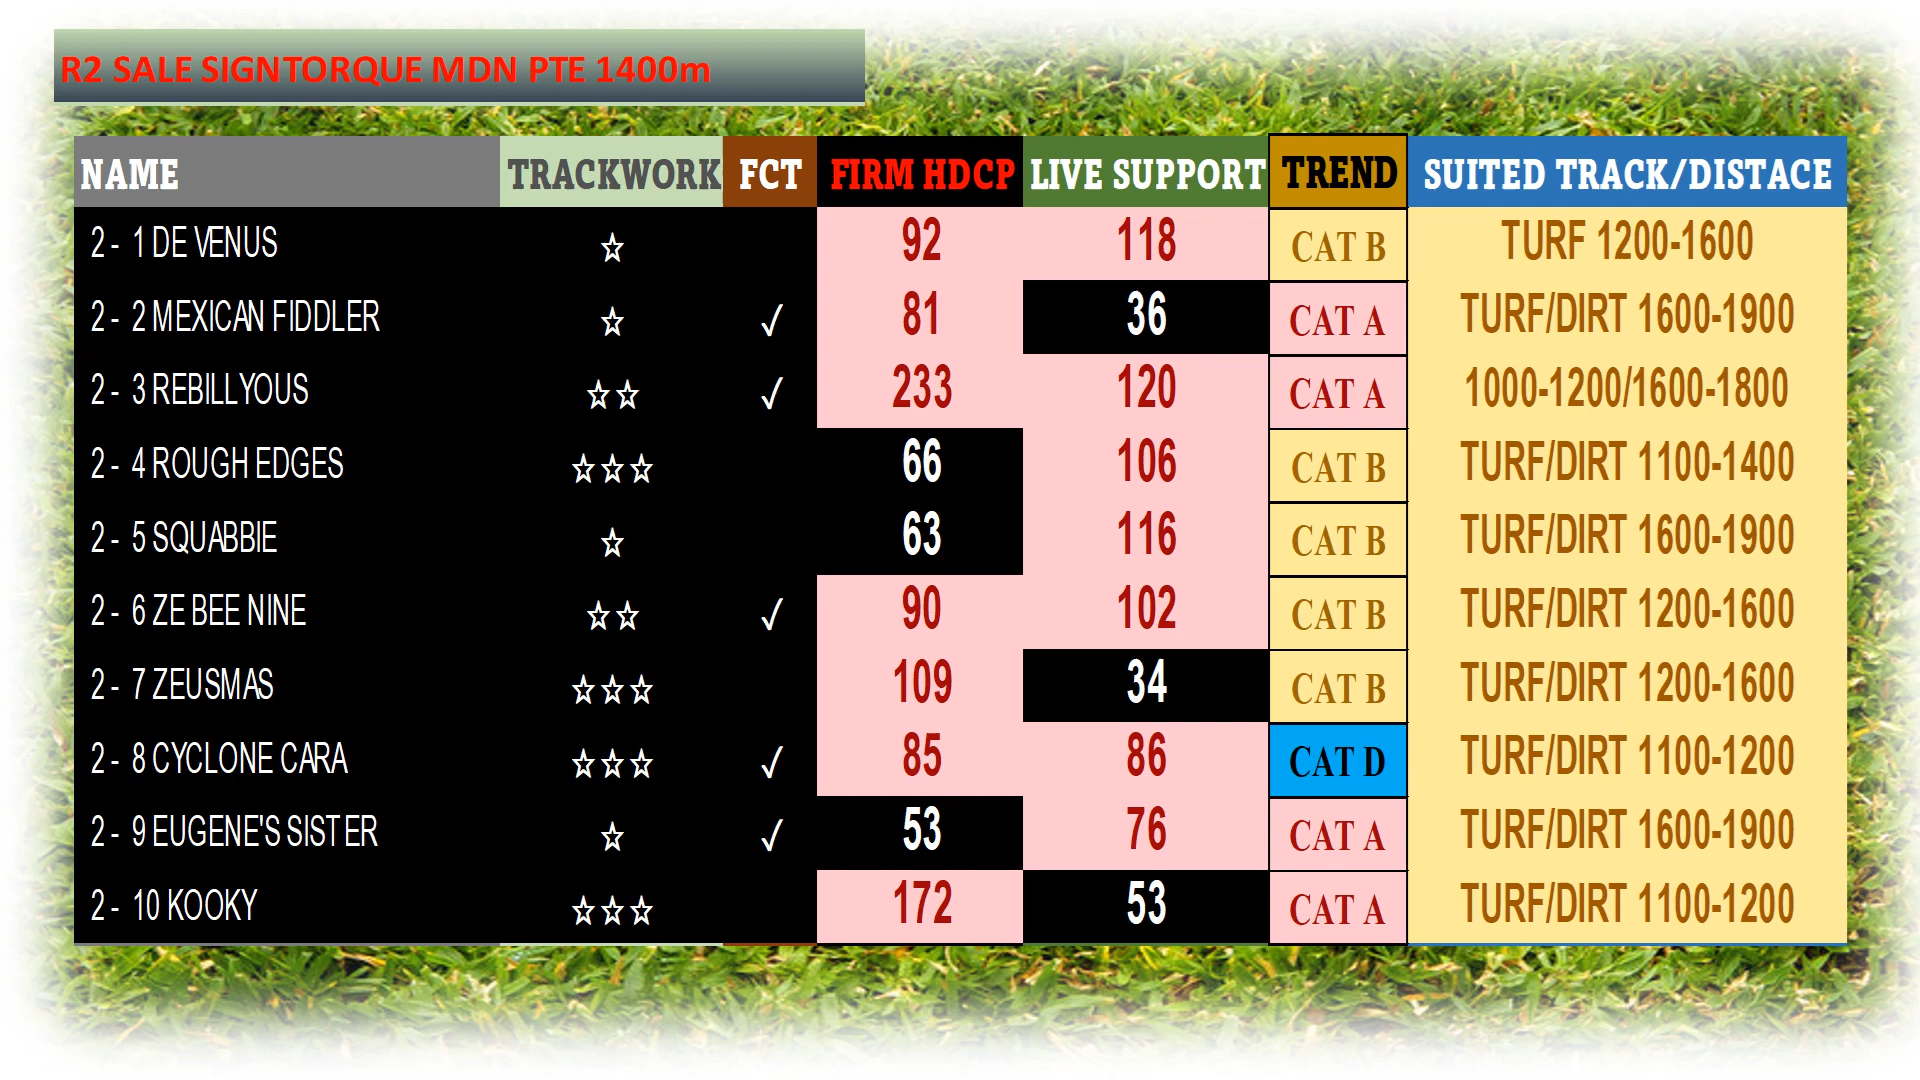 R2 SALE SIGNTORQUE MDN PTE 1400m
NAME TRACKWORK FCT FIRM HDCP LIVE SUPPORT TREND SUITED TRACK/DISTACE
2 - 1 DE VENUS ☆ 92 118 CAT B TURF 1200-1600
2 - 2 MEXICAN FIDDLER ☆ √ 81 36 CAT A TURF/DIRT 1600-1900
2 - 3 REBILLYOUS ☆☆ √ 233 120 CAT A 1000-1200/1600-1800
2 - 4 ROUGH EDGES ☆☆☆ 66 106 CAT B TURF/DIRT 1100-1400
2 - 5 SQUABBIE ☆ 63 116 CAT B TURF/DIRT 1600-1900
2 - 6 ZE BEE NINE ☆☆ √ 90 102 CAT B TURF/DIRT 1200-1600
2 - 7 ZEUSMAS ☆☆☆ 109 34 CAT B TURF/DIRT 1200-1600
2 - 8 CYCLONE CARA ☆☆☆ √ 85 86 CAT D TURF/DIRT 1100-1200
2 - 9 EUGENE'S SISTER ☆ √ 53 76 CAT A TURF/DIRT 1600-1900
2 - 10 KOOKY ☆☆☆ 172 53 CAT A TURF/DIRT 1100-1200